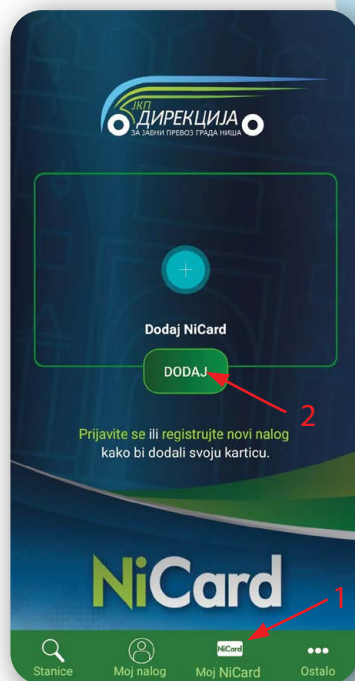 ЈКП
ДИРЕКЦИЈА
ЗА ЈАВНИ ПРЕВОЗ ГРАДА НИША
Dodaj NiCard
DODAJ
2
Prijavite se ili registrujte novi nalog
kako bi dodali svoju karticu.
NiCard
1
NiCard
Stanice Moj nalog Moj NiCard Ostalo